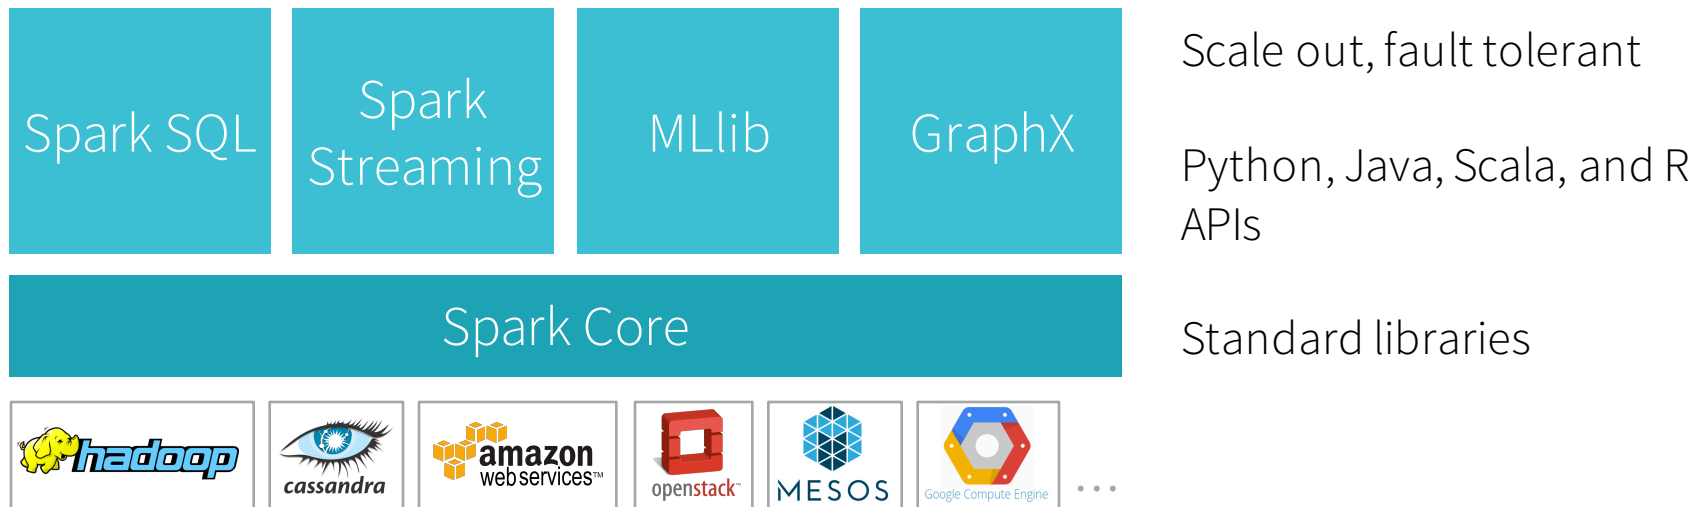 Spark SQL
Spark
Streaming
MLlib
GraphX
Spark Core
hadoop
cassandra
amazon
web services™
openstack™
MESOS
Google Compute Engine
...
Scale out, fault tolerant
Python, Java, Scala, and R
APIs
Standard libraries